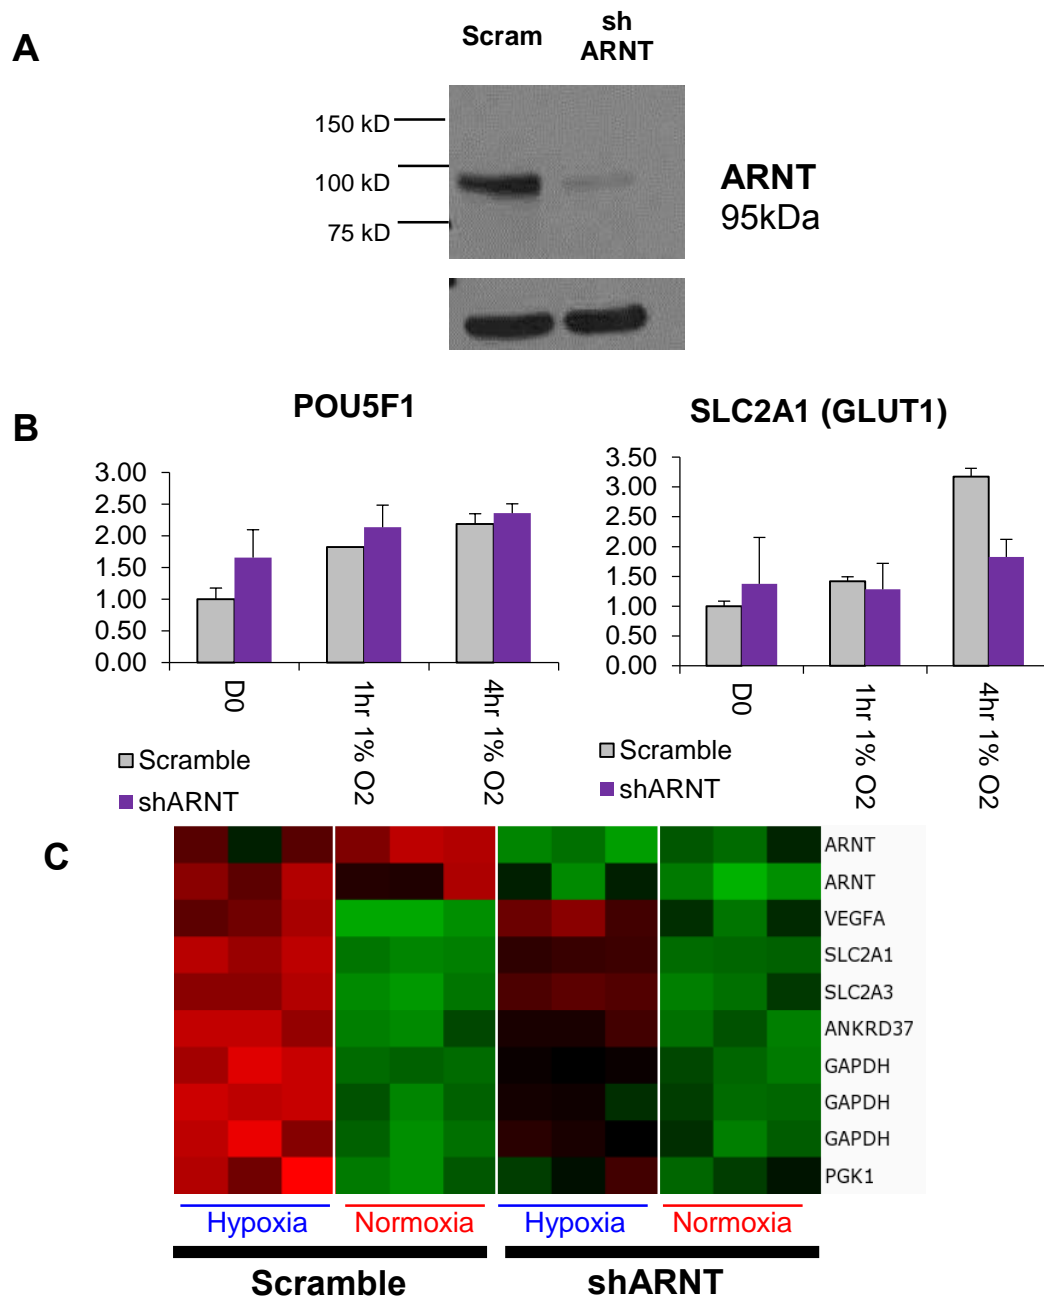 A
Scram
sh
ARNT
150 kD
100 kD
75 kD
ARNT
95kDa
B
POU5F1
3.00
2.50
2.00
1.50
1.00
0.50
0.00
D0
1hr 1% O2
4hr 1% O2
Scramble
shARNT
SLC2A1 (GLUT1)
3.50
3.00
2.50
2.00
1.50
1.00
0.50
0.00
D0
1hr 1% O2
4hr 1% O2
Scramble
shARNT
C
ARNT
ARNT
VEGFA
SLC2A1
SLC2A3
ANKRD37
GAPDH
GAPDH
GAPDH
PGK1
Hypoxia Normoxia Hypoxia Normoxia
Scramble shARNT